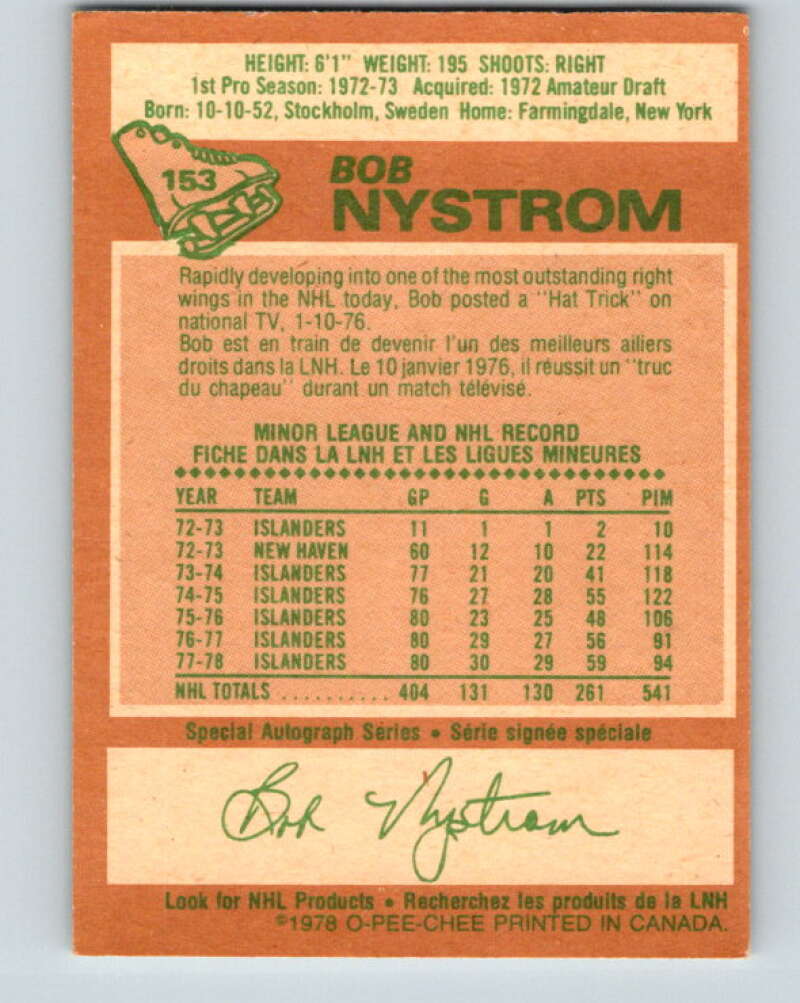 HEIGHT: 6'1" WEIGHT: 195 SHOOTS: RIGHT
1st Pro Season: 1972-73 Acquired: 1972 Amateur Draft
Born: 10-10-52, Stockholm, Sweden Home: Farmingdale, New York
153
BOB
NYSTROM
Rapidly developing into one of the most outstanding right
wings in the NHL today, Bob posted a "Hat Trick" on
national TV, 1-10-76.
Bob est en train de devenir l'un des meilleurs ailiers
droits dans la LNH. Le 10 janvier 1976, il réussit un "truc
du chapeau" durant un match télévisé.
MINOR LEAGUE AND NHL RECORD
FICHE DANS LA LNH ET LES LIGUES MINEURES
YEAR TEAM GP G A PTS PIM
72-73 ISLANDERS 11 1 1 2 10
72-73 NEW HAVEN 60 12 10 22 114
73-74 ISLANDERS 77 21 20 41 118
74-75 ISLANDERS 76 27 28 55 122
75-76 ISLANDERS 80 23 25 48 106
76-77 ISLANDERS 80 29 27 56 91
77-78 ISLANDERS 80 30 29 59 94
NHL TOTALS .......... 404 131 130 261 541
Special Autograph Series • Série signée spéciale
Bob Nystrom
Look for NHL Products • Recherchez les produits de la LNH
©1978 O-PEE-CHEE PRINTED IN CANADA.